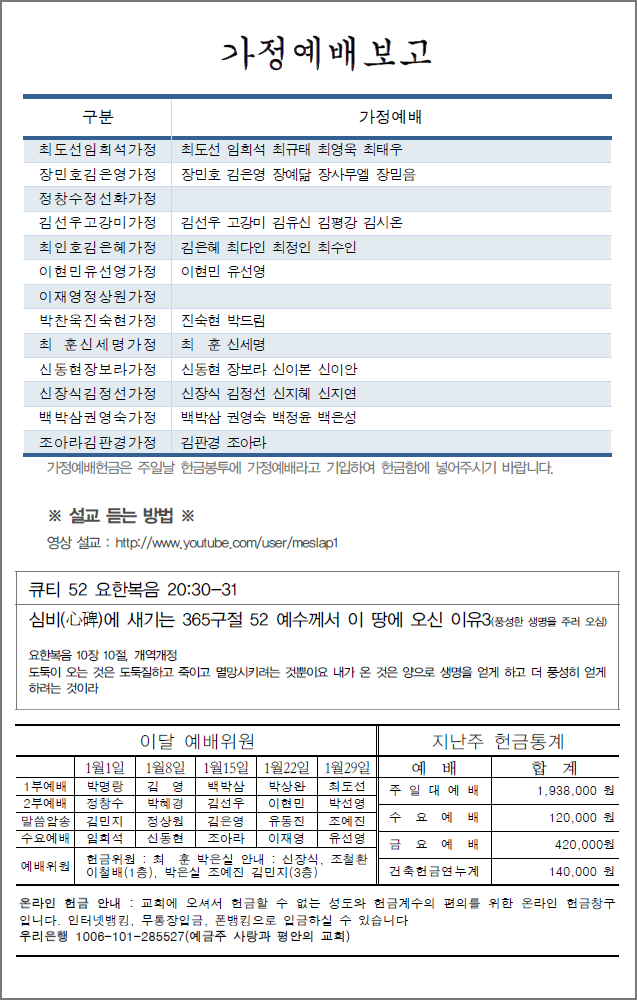 가정예배보고
구분 가정예배
최도선임희석가정 최도선 임희석 최규태 최영욱 최태우
장민호김은영가정 장민호 김은영 장예닮 장사무엘 장믿음
정창수정선화가정
김선우고강미가정 김선우 고강미 김유신 김평강 김시온
최인호김은혜가정 김은혜 최다인 최정인 최수인
이현민유선영가정 이현민 유선영
이재영정상원가정
박찬욱진숙현가정 진숙현 박드림
최 훈신세명가정 최 훈 신세명
신동현장보라가정 신동현 장보라 신이본 신이안
신장식김정선가정 신장식 김정선 신지혜 신지연
백박삼권영숙가정 백박삼 권영숙 백정윤 백은성
조아라김판경가정 김판경 조아라
가정예배헌금은 주일날 헌금봉투에 가정예배라고 기입하여 헌금함에 넣어주시기 바랍니다.
※ 설교 듣는 방법 ※
영상 설교 : http://www.youtube.com/user/meslap1
큐티 52 요한복음 20:30-31
심비(心碑)에 새기는 365구절 52 예수께서 이 땅에 오신 이유3(풍성한 생명을 주러 오심)
요한복음 10장 10절, 개역개정
도둑이 오는 것은 도둑질하고 죽이고 멸망시키려는 것뿐이요 내가 온 것은 양으로 생명을 얻게 하고 더 풍성히 얻게
하려는 것이라
이달 예배위원
1월1일 1월8일 1월15일 1월22일 1월29일
1부예배 박명랑 김 영 백박삼 박상완 최도선
2부예배 정창수 박혜경 김선우 이현민 박선영
말씀암송 김민지 정상원 김은영 유동진 조예진
수요예배 임희석 신동현 조아라 이재영 유선영
예배위원 헌금위원 : 최 훈 박은실 안내 : 신장식, 조철환
이철배(1층), 박은실 조예진 김민지(3층)
지난주 헌금통계
예 배 합 계
주 일 대 예 배 1,938,000 원
수 요 예 배 120,000 원
금 요 예 배 420,000원
건축헌금연누계 140,000 원
온라인 헌금 안내 : 교회에 오셔서 헌금할 수 없는 성도와 헌금계수의 편의를 위한 온라인 헌금창구
입니다. 인터넷뱅킹, 무통장입금, 폰뱅킹으로 입금하실 수 있습니다
우리은행 1006-101-285527(예금주 사랑과 평안의 교회)